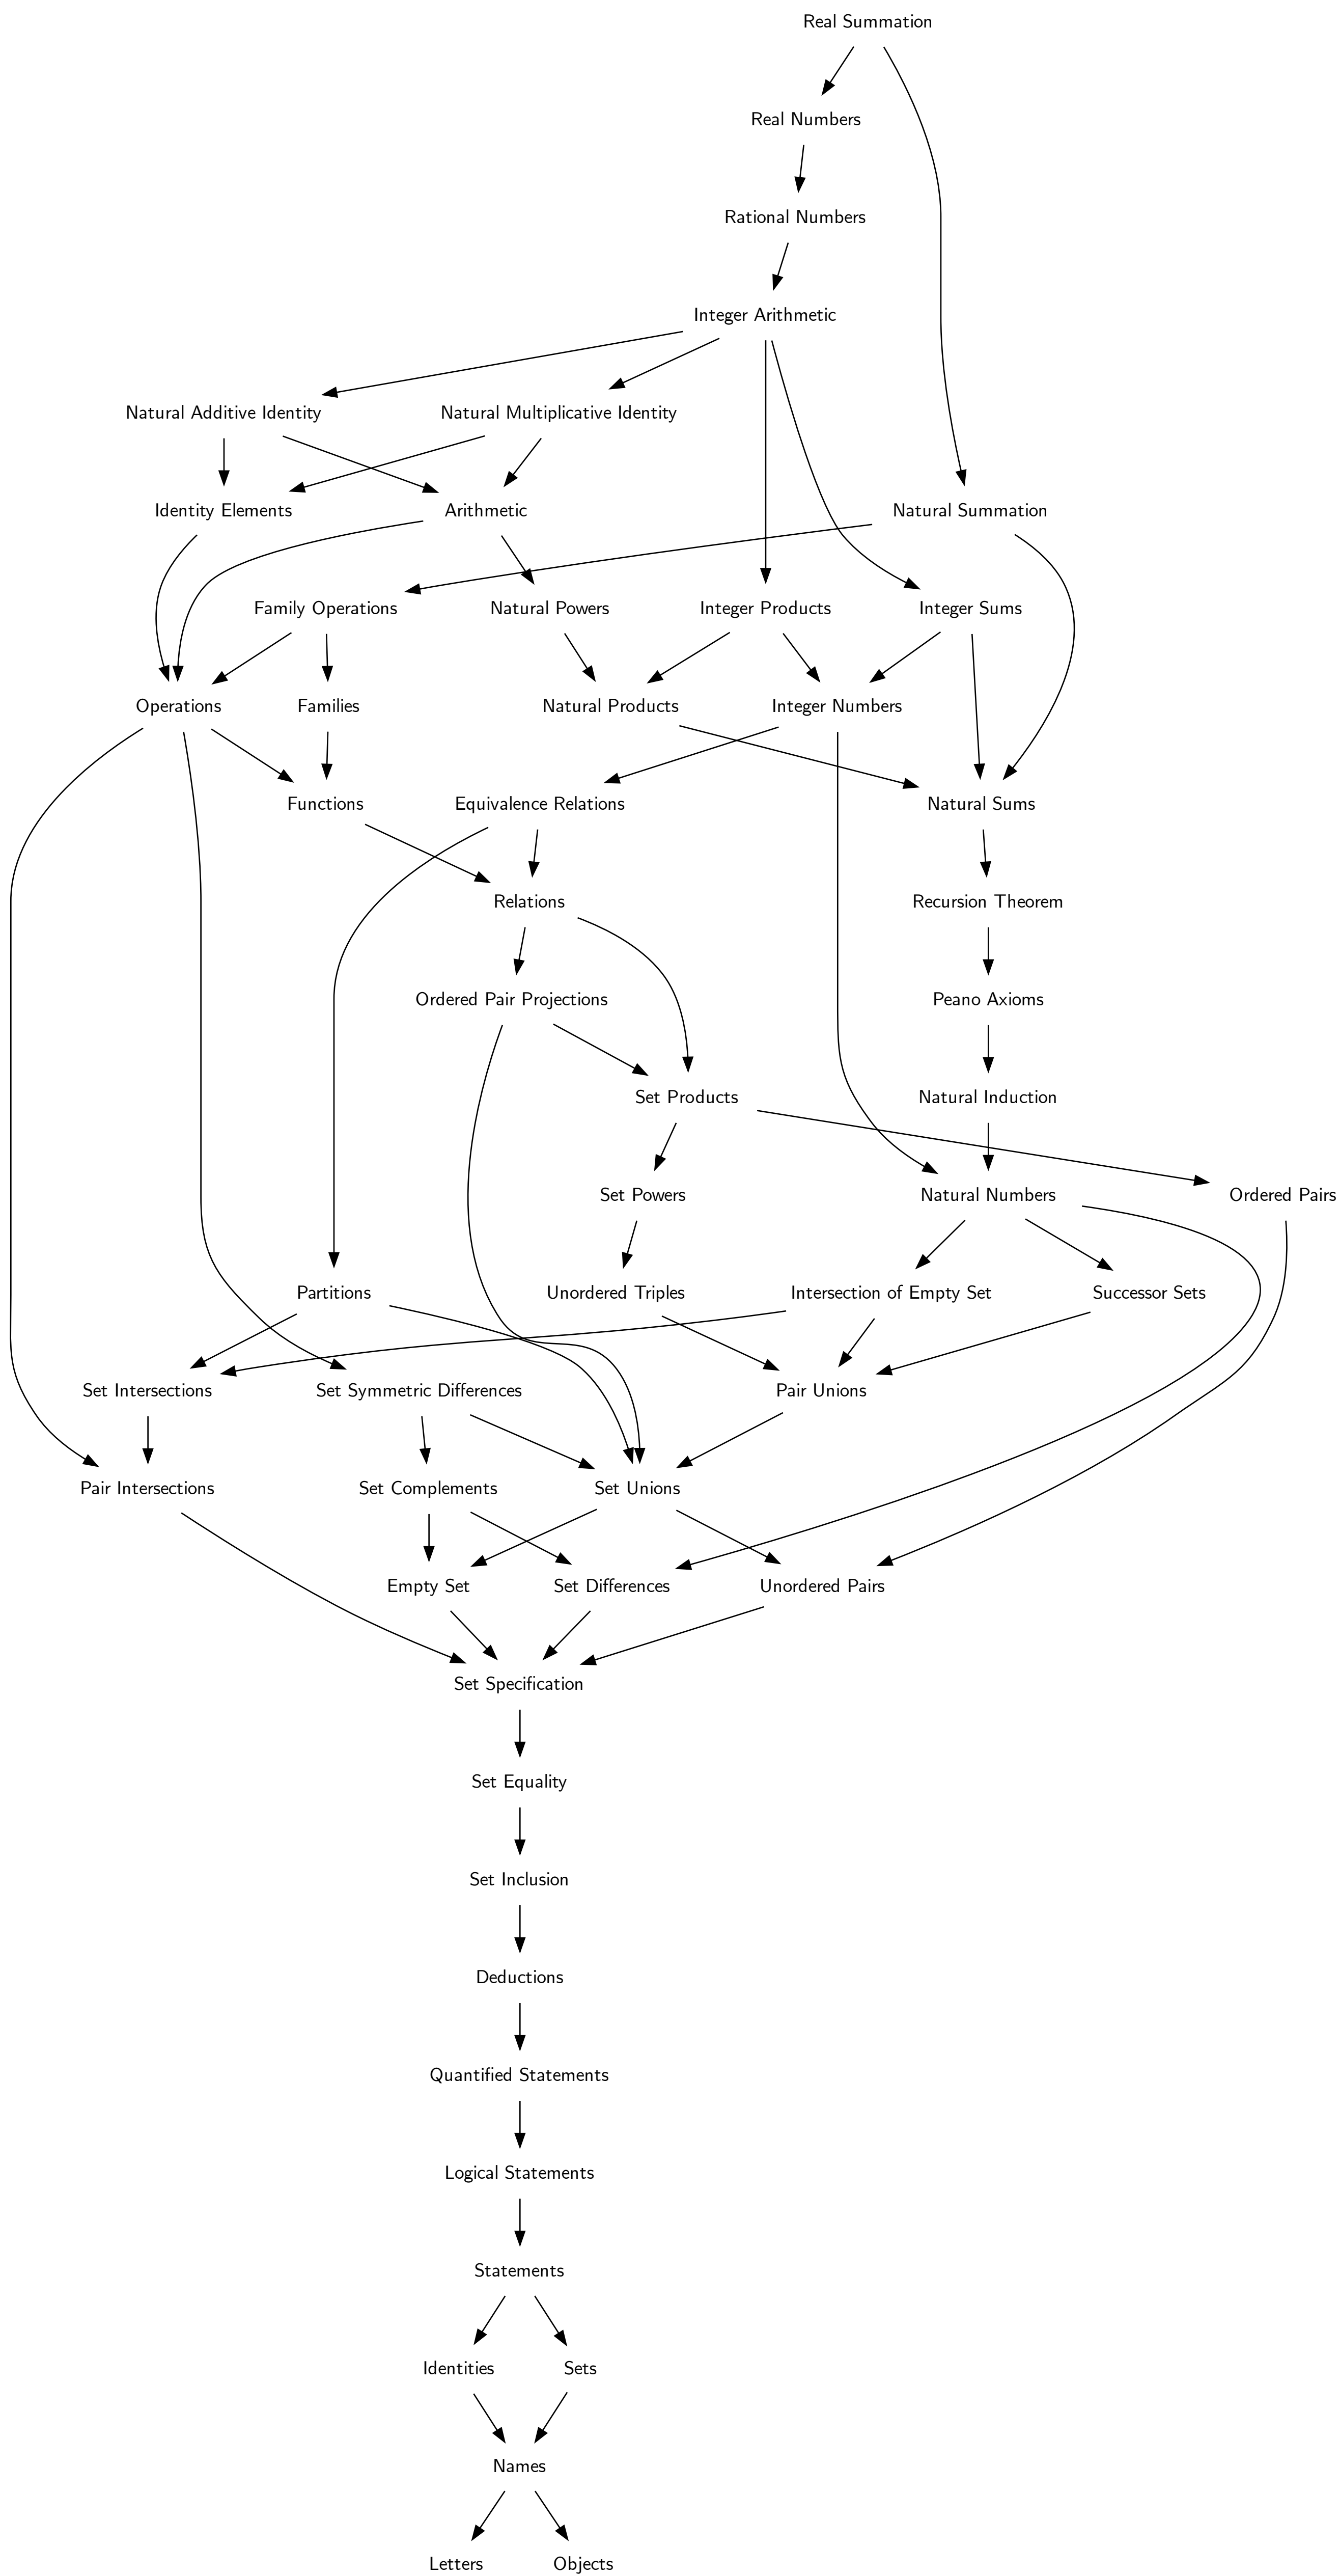 Real Summation
Real Numbers
Rational Numbers
Integer Arithmetic
Natural Additive Identity
Natural Multiplicative Identity
Identity Elements
Arithmetic
Natural Summation
Family Operations
Natural Powers
Integer Products
Integer Sums
Operations
Families
Natural Products
Integer Numbers
Functions
Equivalence Relations
Natural Sums
Relations
Recursion Theorem
Ordered Pair Projections
Peano Axioms
Set Products
Natural Induction
Set Powers
Natural Numbers
Ordered Pairs
Partitions
Unordered Triples
Intersection of Empty Set
Successor Sets
Set Intersections
Set Symmetric Differences
Pair Unions
Pair Intersections
Set Complements
Set Unions
Empty Set
Set Differences
Unordered Pairs
Set Specification
Set Equality
Set Inclusion
Deductions
Quantified Statements
Logical Statements
Statements
Identities
Sets
Names
Letters
Objects